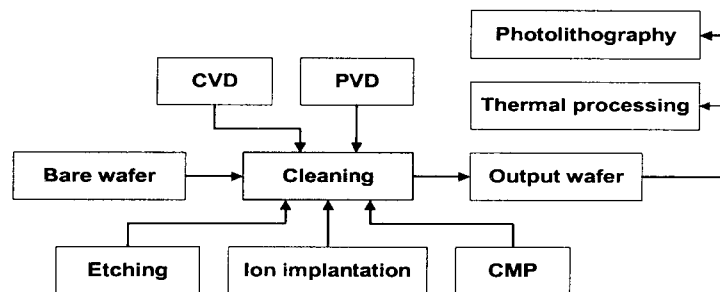 Photolithography
CVD
PVD
Thermal processing
Bare wafer
Cleaning
Output wafer
Etching
Ion implantation
CMP